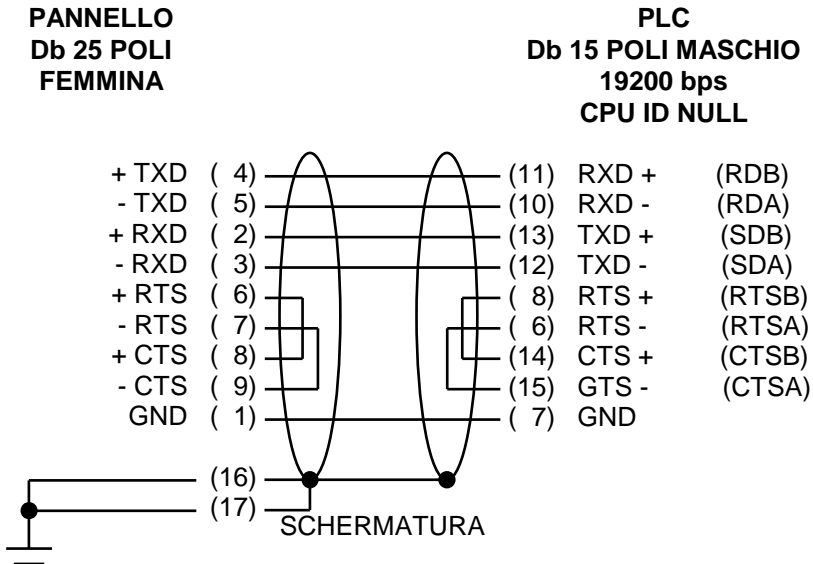 PANNELLO
Db 25 POLI
FEMMINA
PLC
Db 15 POLI MASCHIO
19200 bps
CPU ID NULL
+ TXD ( 4) (11) RXD + (RDB)
- TXD ( 5) (10) RXD - (RDA)
+ RXD ( 2) (13) TXD + (SDB)
- RXD ( 3) (12) TXD - (SDA)
+ RTS ( 6) ( 8) RTS + (RTSB)
- RTS ( 7) ( 6) RTS - (RTSA)
+ CTS ( 8) (14) CTS + (CTSB)
- CTS ( 9) (15) GTS - (CTSA)
GND ( 1) ( 7) GND
(16)
(17)
SCHERMATURA